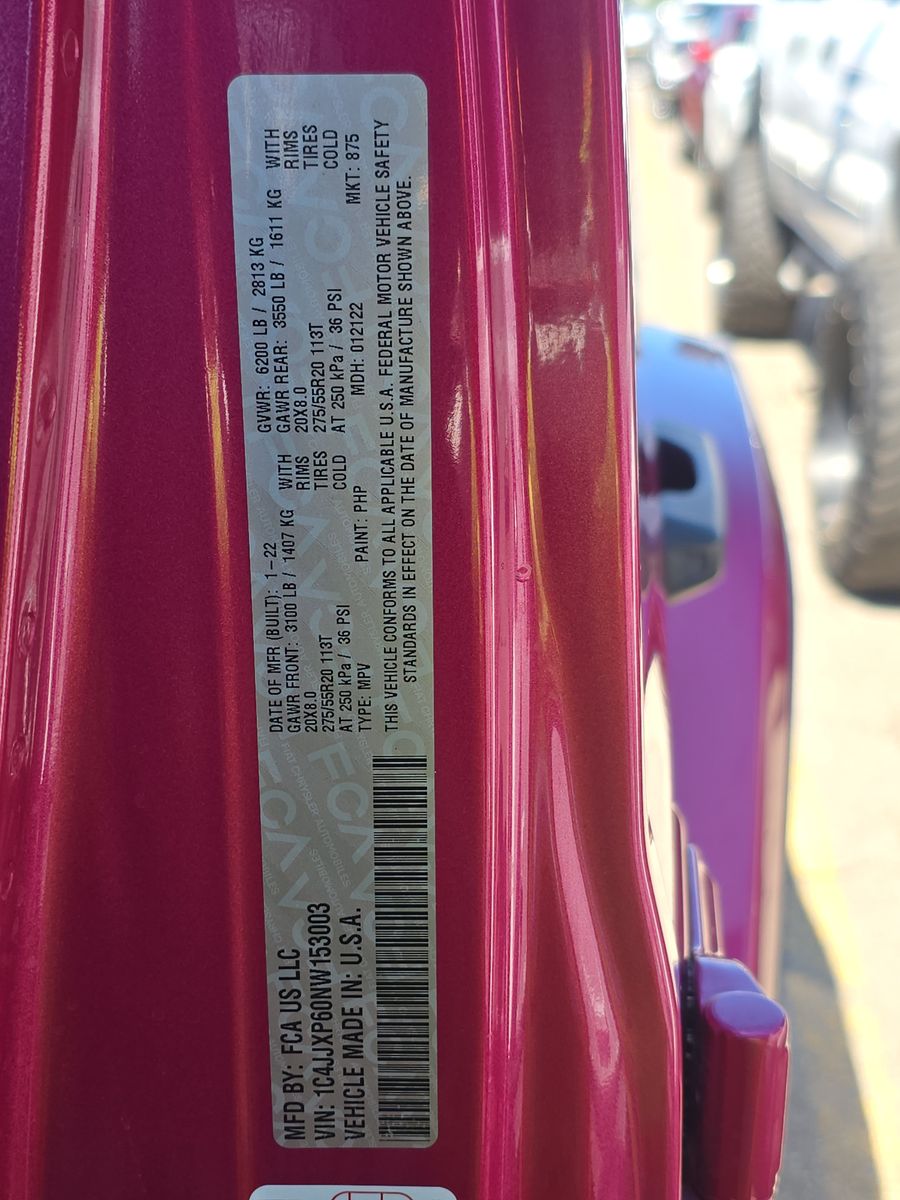 MFD BY: FCA US LLC
VIN: 1C4JJXP60NW153003
VEHICLE MADE IN: U.S.A.
DATE OF MFR (BUILT): 1-22
GVWR: 6200 LB / 2813 KG
GAWR FRONT: 3100 LB / 1407 KG WITH
20X8.0 RIMS
275/55R20 113T TIRES
AT 250 kPa / 36 PSI COLD
GAWR REAR: 3550 LB / 1611 KG WITH
20X8.0 RIMS
275/55R20 113T TIRES
AT 250 kPa / 36 PSI COLD
TYPE: MPV PAINT: PHP MDH: 012122 MKT: 875
THIS VEHICLE CONFORMS TO ALL APPLICABLE U.S.A. FEDERAL MOTOR VEHICLE SAFETY
STANDARDS IN EFFECT ON THE DATE OF MANUFACTURE SHOWN ABOVE.